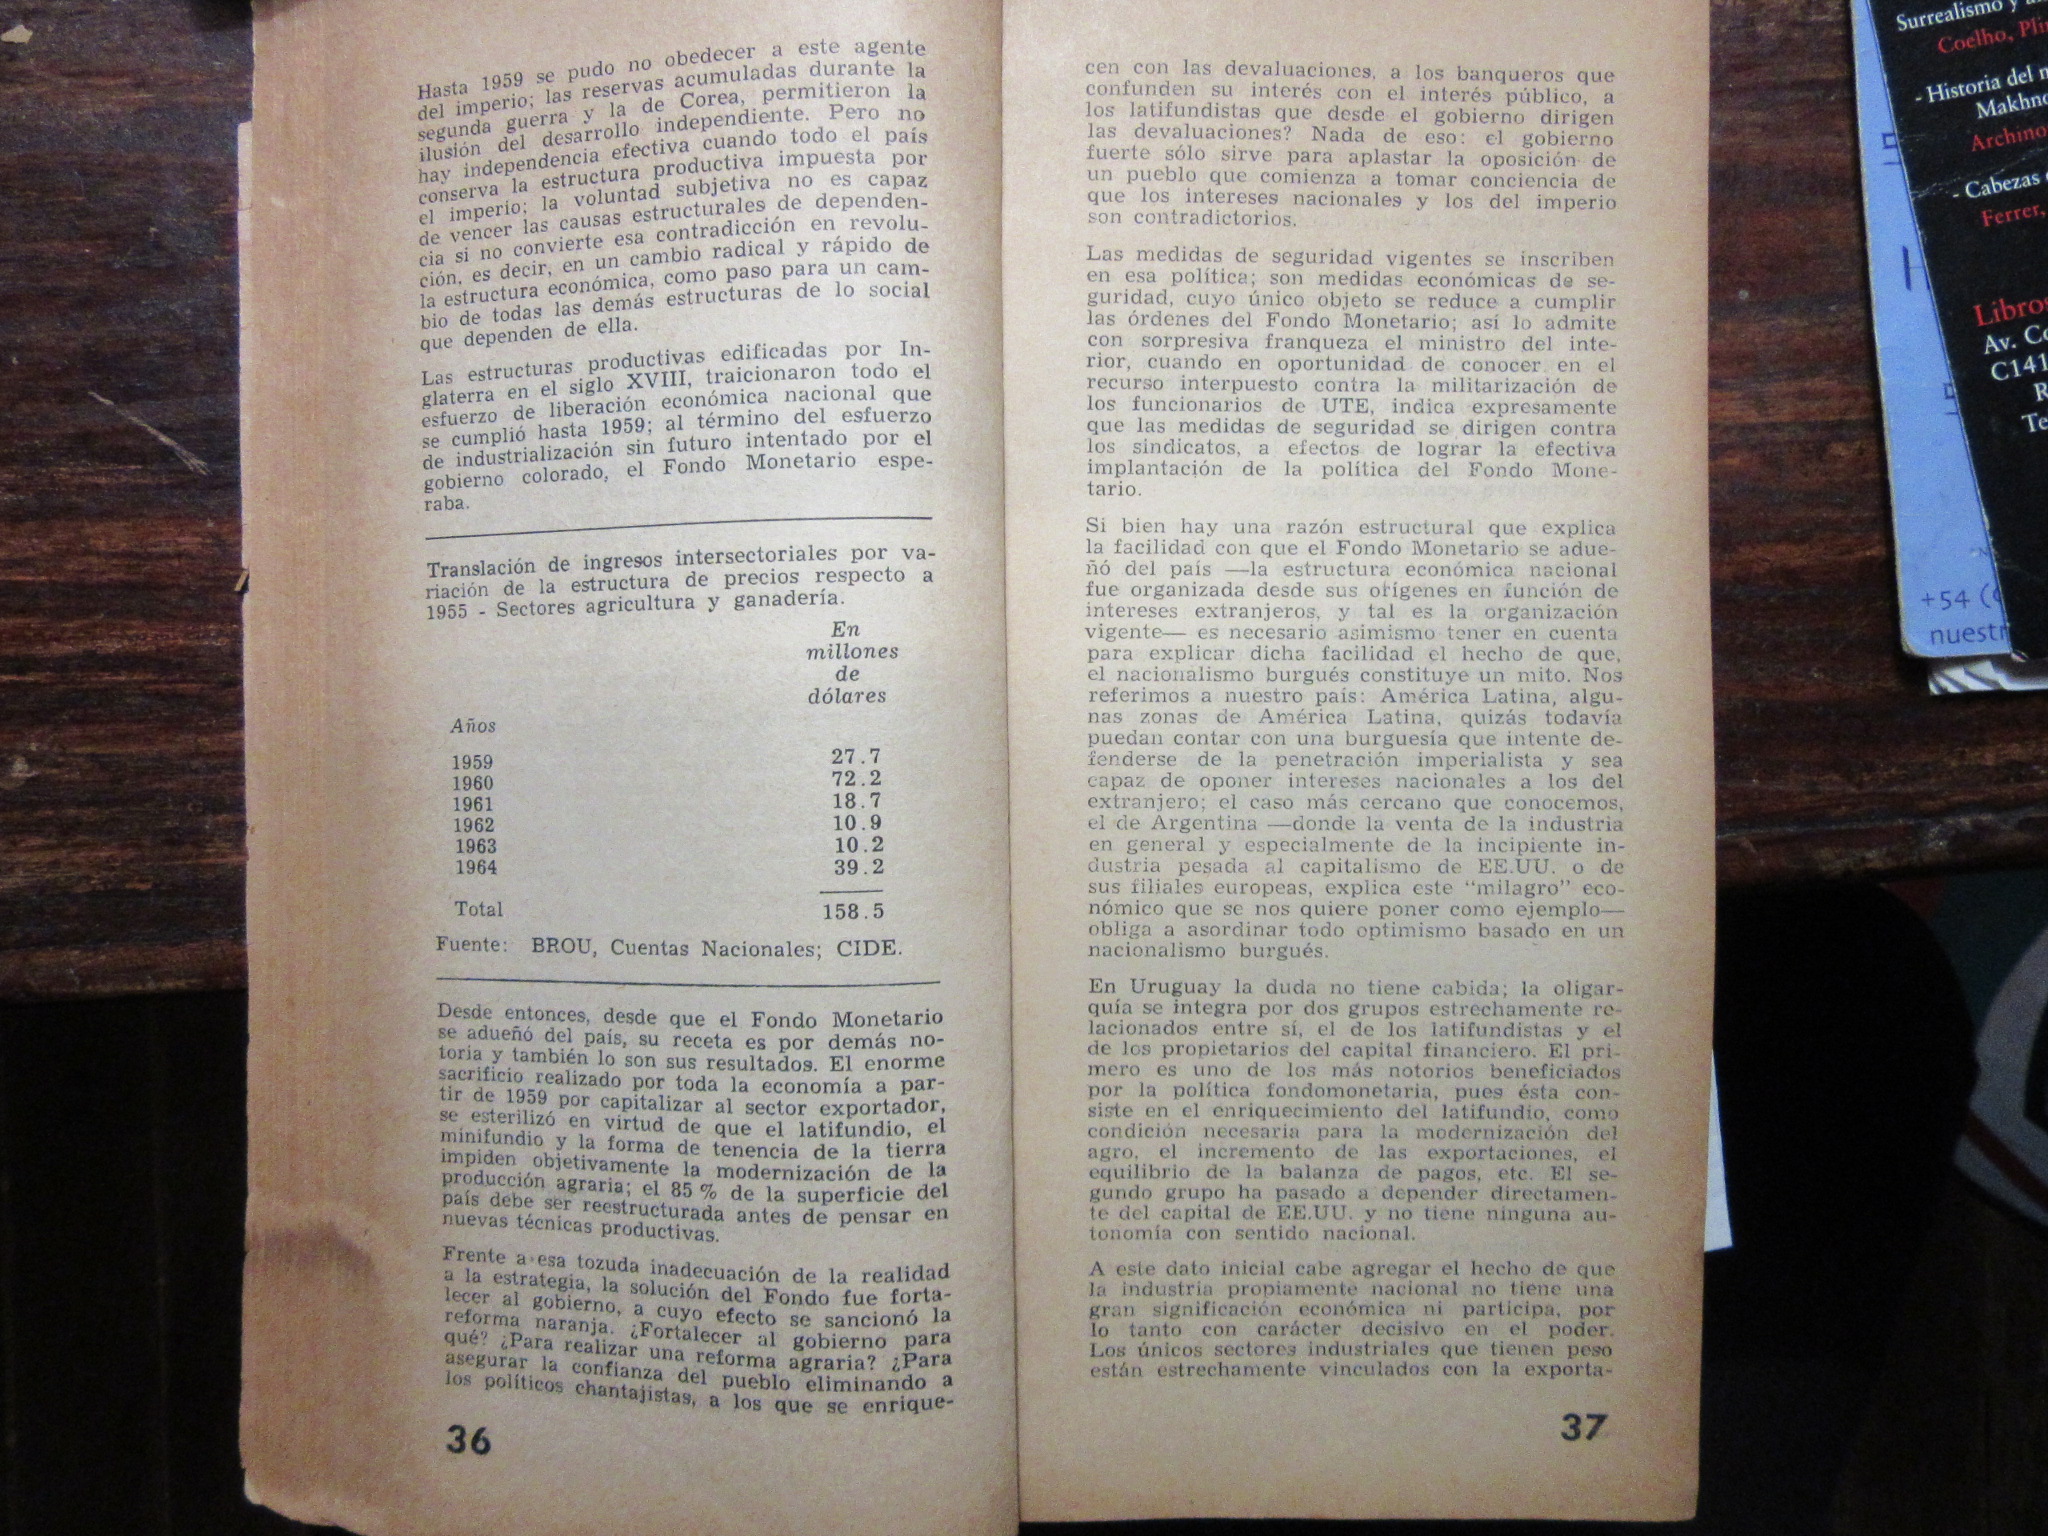 Hasta 1959 se pudo no obedecer a este agente
del imperio; las reservas acumuladas durante la
segunda guerra y la de Corea, permitieron la
ilusión del desarrollo independiente. Pero no
hay independencia efectiva cuando todo el país
conserva la estructura productiva impuesta por
el imperio; la voluntad subjetiva no es capaz
de vencer las causas estructurales de dependen-
cia si no convierte esa contradicción en revolu-
ción, es decir, en un cambio radical y rápido de
la estructura económica, como paso para un cam-
bio de todas las demás estructuras de lo social
que dependen de ella.
Las estructuras productivas edificadas por In-
glaterra en el siglo XVIII, traicionaron todo el
esfuerzo de liberación económica nacional que
se cumplió hasta 1959; al término del esfuerzo
de industrialización sin futuro intentado por el
gobierno colorado, el Fondo Monetario espe-
raba.
Translación de ingresos intersectoriales por va-
riación de la estructura de precios respecto a
1955 - Sectores agricultura y ganadería.
En
millones
de
dólares
Años
1959 27.7
1960 72.2
1961 18.7
1962 10.9
1963 10.2
1964 39.2
Total 158.5
Fuente: BROU, Cuentas Nacionales; CIDE.
Desde entonces, desde que el Fondo Monetario
se adueñó del país, su receta es por demás no-
toria y también lo son sus resultados. El enorme
sacrificio realizado por toda la economía a par-
tir de 1959 por capitalizar al sector exportador,
se esterilizó en virtud de que el latifundio, el
minifundio y la forma de tenencia de la tierra
impiden objetivamente la modernización de la
producción agraria; el 85 % de la superficie del
país debe ser reestructurada antes de pensar en
nuevas técnicas productivas.
Frente a esa tozuda inadecuación de la realidad
a la estrategia, la solución del Fondo fue forta-
lecer al gobierno, a cuyo efecto se sancionó la
reforma naranja. ¿Fortalecer al gobierno para
qué? ¿Para realizar una reforma agraria? ¿Para
asegurar la confianza del pueblo eliminando a
los políticos chantajistas, a los que se enrique-
36
cen con las devaluaciones, a los banqueros que
confunden su interés con el interés público, a
los latifundistas que desde el gobierno dirigen
las devaluaciones? Nada de eso: el gobierno
fuerte sólo sirve para aplastar la oposición de
un pueblo que comienza a tomar conciencia de
que los intereses nacionales y los del imperio
son contradictorios.
Las medidas de seguridad vigentes se inscriben
en esa política; son medidas económicas de se-
guridad, cuyo único objeto se reduce a cumplir
las órdenes del Fondo Monetario; así lo admite
con sorpresiva franqueza el ministro del inte-
rior, cuando en oportunidad de conocer en el
recurso interpuesto contra la militarización de
los funcionarios de UTE, indica expresamente
que las medidas de seguridad se dirigen contra
los sindicatos, a efectos de lograr la efectiva
implantación de la política del Fondo Mone-
tario.
Si bien hay una razón estructural que explica
la facilidad con que el Fondo Monetario se adue-
ñó del país —la estructura económica nacional
fue organizada desde sus orígenes en función de
intereses extranjeros, y tal es la organización
vigente— es necesario asimismo tener en cuenta
para explicar dicha facilidad el hecho de que,
el nacionalismo burgués constituye un mito. Nos
referimos a nuestro país: América Latina, algu-
nas zonas de América Latina, quizás todavía
puedan contar con una burguesía que intente de-
fenderse de la penetración imperialista y sea
capaz de oponer intereses nacionales a los del
extranjero; el caso más cercano que conocemos,
el de Argentina —donde la venta de la industria
en general y especialmente de la incipiente in-
dustria pesada al capitalismo de EE.UU. o de
sus filiales europeas, explica este "milagro" eco-
nómico que se nos quiere poner como ejemplo—
obliga a asordinar todo optimismo basado en un
nacionalismo burgués.
En Uruguay la duda no tiene cabida; la oligar-
quía se integra por dos grupos estrechamente re-
lacionados entre sí, el de los latifundistas y el
de los propietarios del capital financiero. El pri-
mero es uno de los más notorios beneficiados
por la política fondomonetaria, pues ésta con-
siste en el enriquecimiento del latifundio, como
condición necesaria para la modernización del
agro, el incremento de las exportaciones, el
equilibrio de la balanza de pagos, etc. El se-
gundo grupo ha pasado a depender directamen-
te del capital de EE.UU. y no tiene ninguna au-
tonomía con sentido nacional.
A este dato inicial cabe agregar el hecho de que
la industria propiamente nacional no tiene una
gran significación económica ni participa, por
lo tanto con carácter decisivo en el poder.
Los únicos sectores industriales que tienen peso
están estrechamente vinculados con la exporta-
37
Surrealismo y
Coelho,
- Historia del
Makhno
Archino
- Cabezas
Ferrer,
Libros
Av.
C141
+54
nuestr